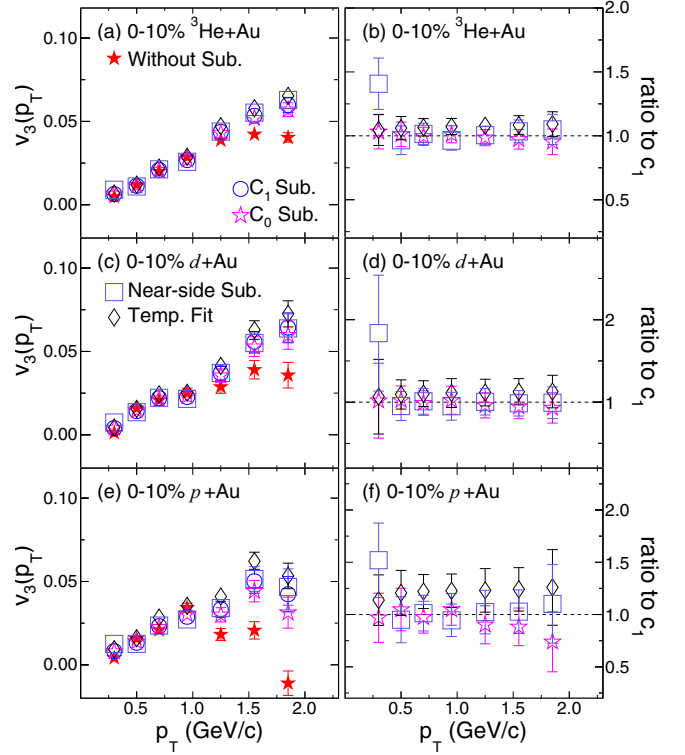 (a) 0-10% ³He+Au
Without Sub.
C₁ Sub.
C₀ Sub.
v₃(p_T)
0.10
0.05
0.00
(b) 0-10% ³He+Au
ratio to c₁
2.0
1.5
1.0
0.5
(c) 0-10% d+Au
Near-side Sub.
Temp. Fit
v₃(p_T)
0.10
0.05
0.00
(d) 0-10% d+Au
ratio to c₁
2
1
(e) 0-10% p+Au
v₃(p_T)
0.10
0.05
0.00
0.5 1.0 1.5 2.0
p_T (GeV/c)
(f) 0-10% p+Au
ratio to c₁
2.0
1.5
1.0
0.5
0.5 1.0 1.5 2.0
p_T (GeV/c)